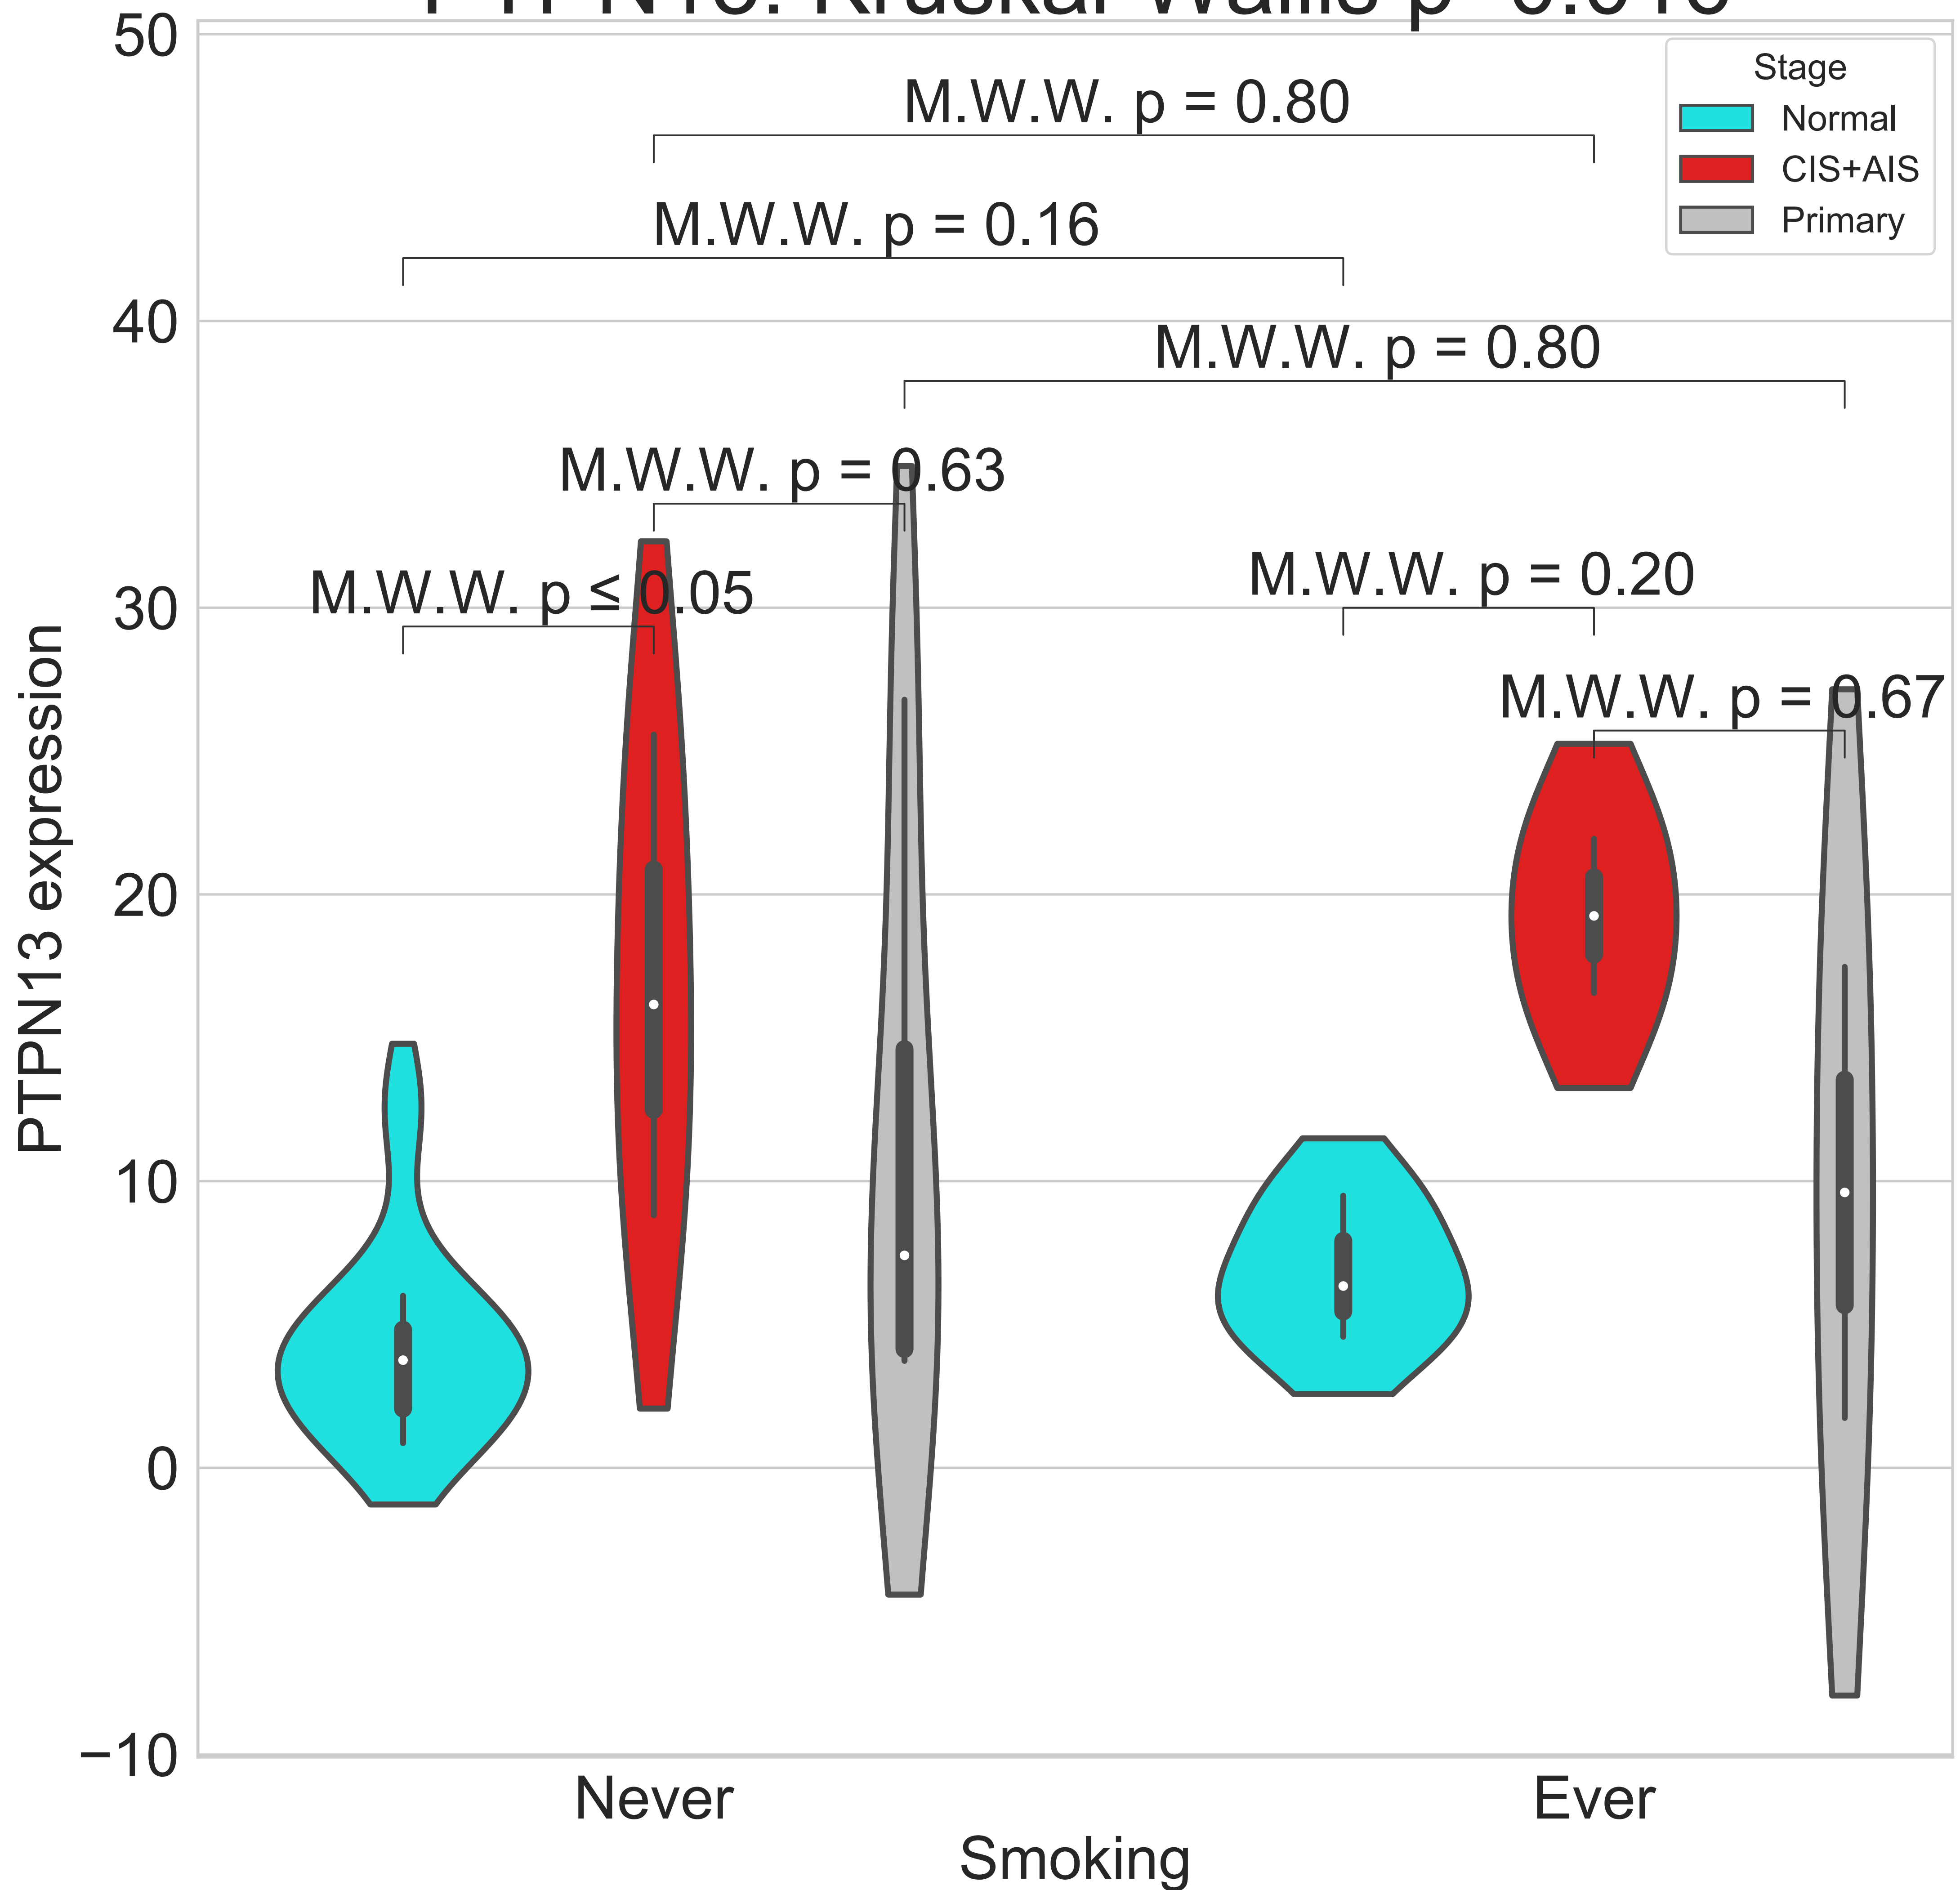 50
40
30
20
10
0
−10
PTPN13 expression
Stage
Normal
CIS+AIS
Primary
M.W.W. p = 0.80
M.W.W. p = 0.16
M.W.W. p = 0.80
M.W.W. p = 0.63
M.W.W. p ≤ 0.05
M.W.W. p = 0.20
M.W.W. p = 0.67
Never
Ever
Smoking